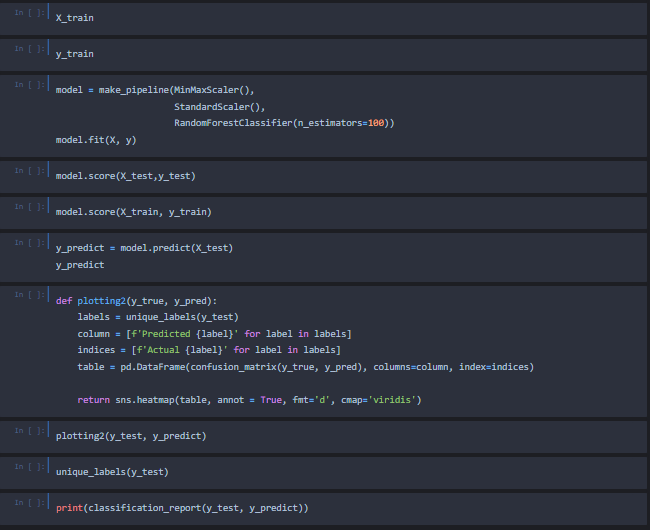 In [ ]: X_train
In [ ]: y_train
In [ ]: model = make_pipeline(MinMaxScaler(),
StandardScaler(),
RandomForestClassifier(n_estimators=100))
model.fit(X, y)
In [ ]: model.score(X_test,y_test)
In [ ]: model.score(X_train, y_train)
In [ ]: y_predict = model.predict(X_test)
y_predict
In [ ]: def plotting2(y_true, y_pred):
labels = unique_labels(y_test)
column = [f'Predicted {label}' for label in labels]
indices = [f'Actual {label}' for label in labels]
table = pd.DataFrame(confusion_matrix(y_true, y_pred), columns=column, index=indices)
return sns.heatmap(table, annot = True, fmt='d', cmap='viridis')
In [ ]: plotting2(y_test, y_predict)
In [ ]: unique_labels(y_test)
In [ ]: print(classification_report(y_test, y_predict))